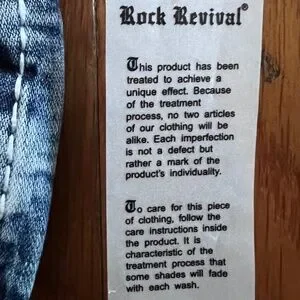 Rock Revival®
This product has been
treated to achieve a
unique effect. Because
of the treatment
process, no two articles
of our clothing will be
alike. Each imperfection
is not a defect but
rather a mark of the
product's individuality.
To care for this piece
of clothing, follow the
care instructions inside
the product. It is
characteristic of the
treatment process that
some shades will fade
with each wash.